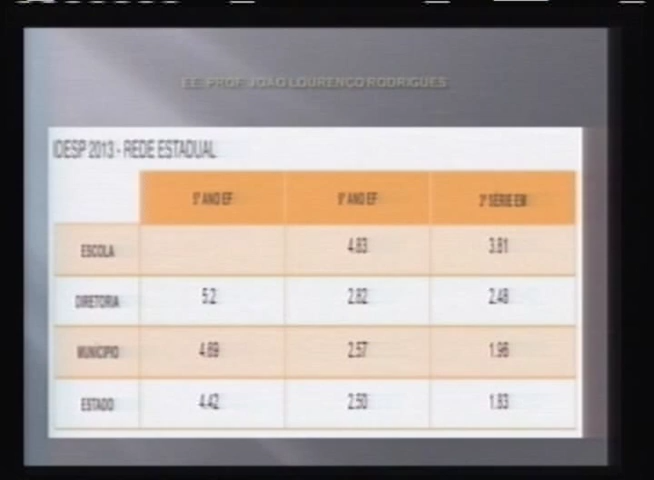 E.E. PROF. JOÃO LOURENÇO RODRIGUES
IDESP 2013 - REDE ESTADUAL
5º ANO EF 9º ANO EF 3ª SÉRIE EM
ESCOLA 4.83 3.81
DIRETORIA 5.2 2.82 2.48
MUNICIPIO 4.69 2.57 1.96
ESTADO 4.42 2.50 1.83